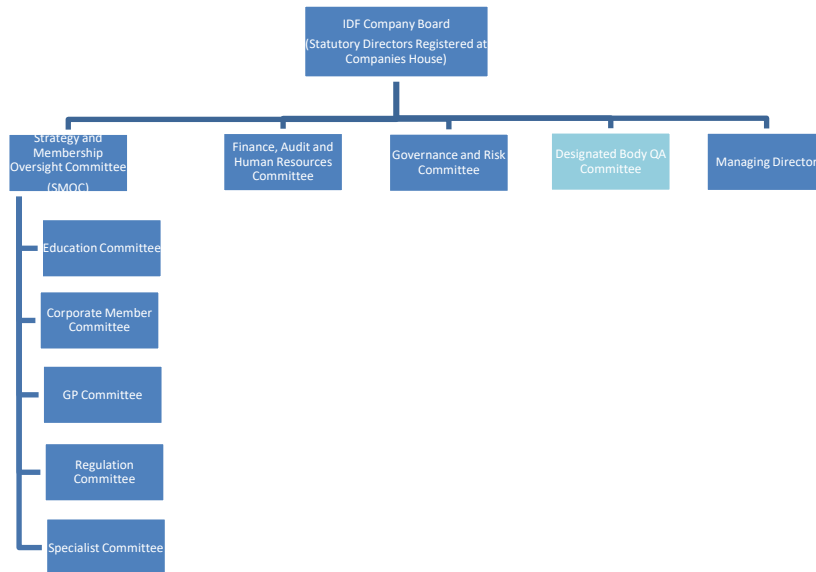 IDF Company Board
(Statutory Directors Registered at
Companies House)
Strategy and
Membership
Oversight Committee
(SMOC)
Finance, Audit and
Human Resources
Committee
Governance and Risk
Committee
Designated Body QA
Committee
Managing Director
Education Committee
Corporate Member
Committee
GP Committee
Regulation
Committee
Specialist Committee